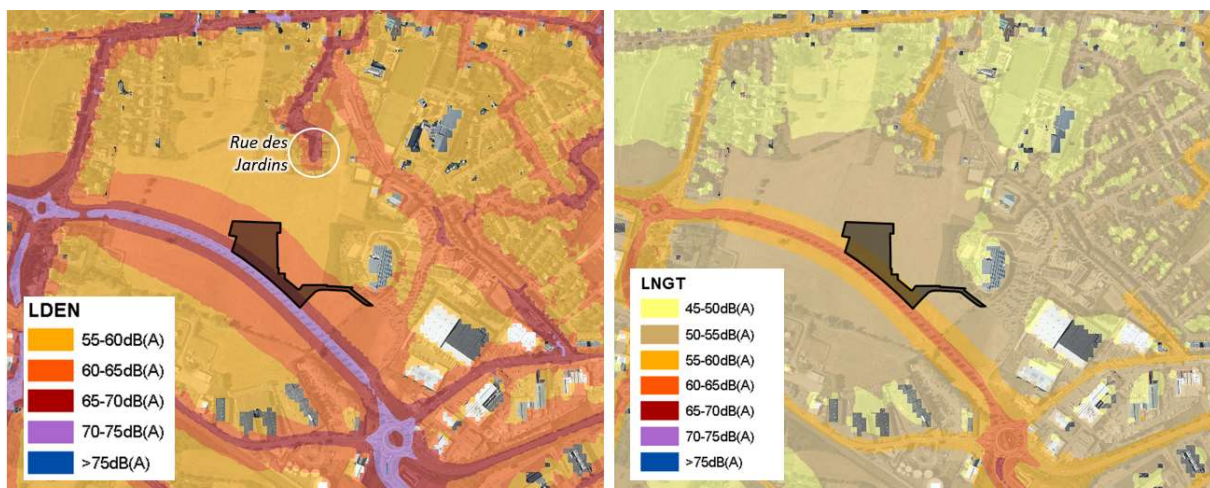 Rue des
Jardins
LDEN
55-60dB(A)
60-65dB(A)
65-70dB(A)
70-75dB(A)
>75dB(A)
LNGT
45-50dB(A)
50-55dB(A)
55-60dB(A)
60-65dB(A)
65-70dB(A)
70-75dB(A)
>75dB(A)